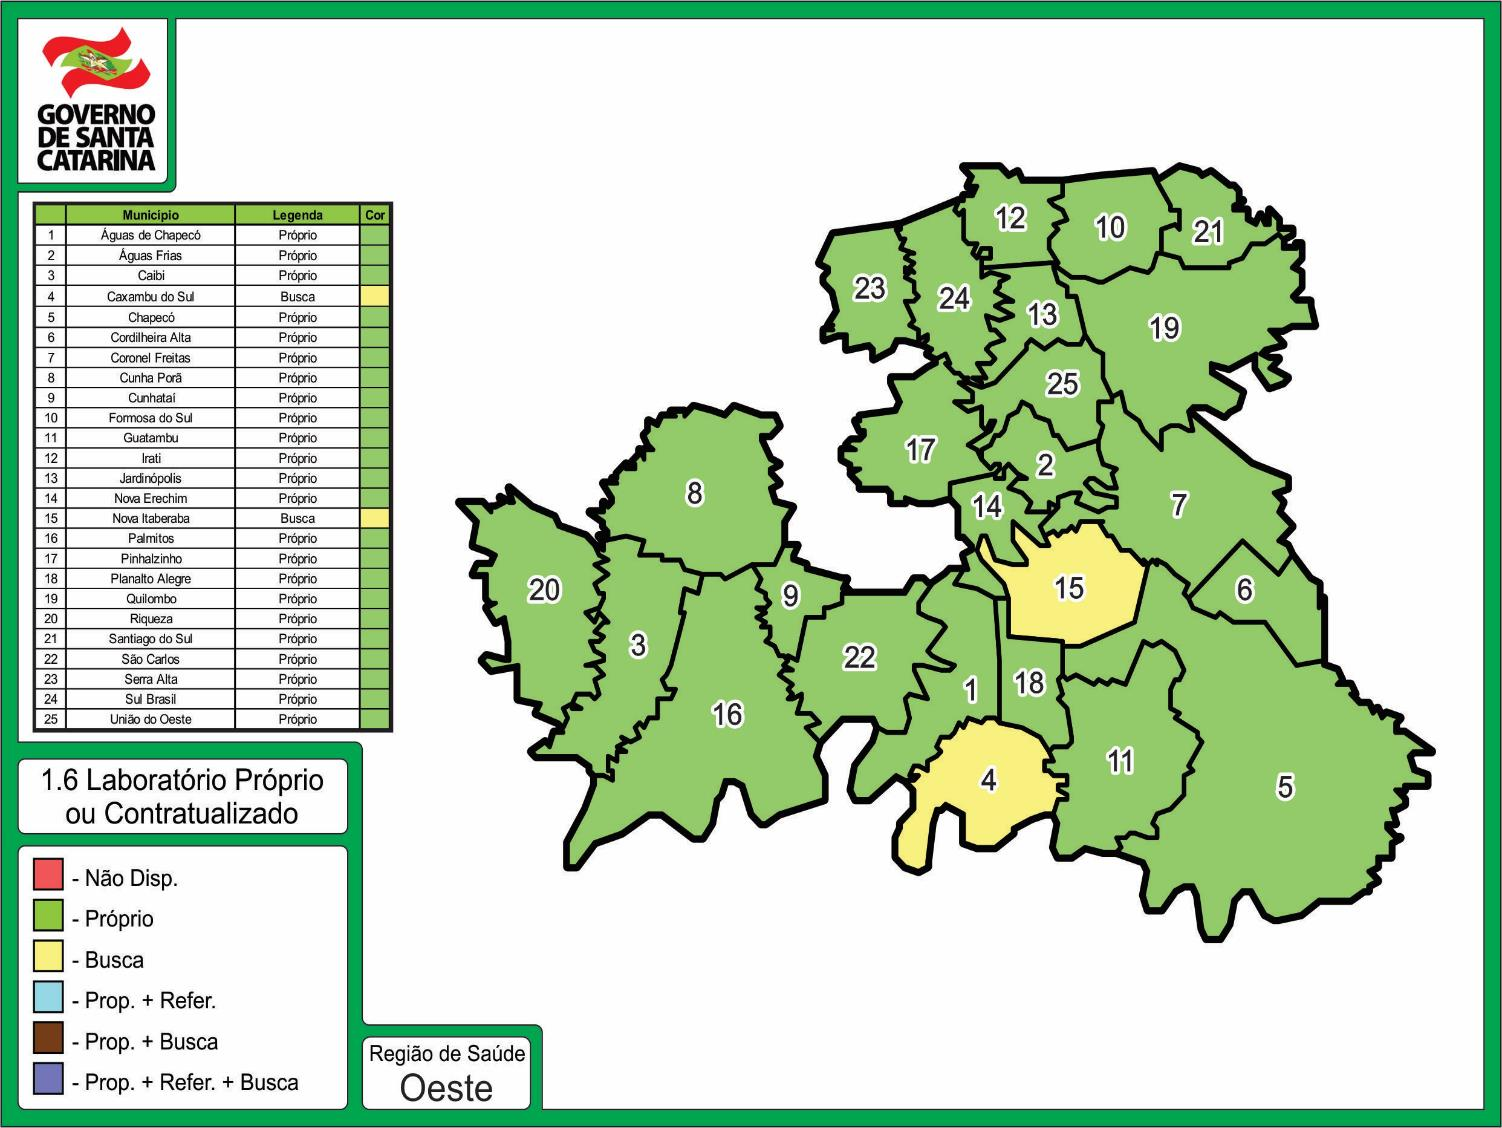 GOVERNO
DE SANTA
CATARINA
Município Legenda Cor
1 Águas de Chapecó Próprio
2 Águas Frias Próprio
3 Caibi Próprio
4 Caxambu do Sul Busca
5 Chapecó Próprio
6 Cordilheira Alta Próprio
7 Coronel Freitas Próprio
8 Cunha Porã Próprio
9 Cunhataí Próprio
10 Formosa do Sul Próprio
11 Guatambu Próprio
12 Irati Próprio
13 Jardinópolis Próprio
14 Nova Erechim Próprio
15 Nova Itaberaba Busca
16 Palmitos Próprio
17 Pinhalzinho Próprio
18 Planalto Alegre Próprio
19 Quilombo Próprio
20 Riqueza Próprio
21 Santiago do Sul Próprio
22 São Carlos Próprio
23 Serra Alta Próprio
24 Sul Brasil Próprio
25 União do Oeste Próprio
1.6 Laboratório Próprio
ou Contratualizado
- Não Disp.
- Próprio
- Busca
- Prop. + Refer.
- Prop. + Busca
- Prop. + Refer. + Busca
Região de Saúde
Oeste
12
10
21
23
24
13
19
25
17
2
8
14
7
20
15
6
9
3
22
18
1
16
11
4
5